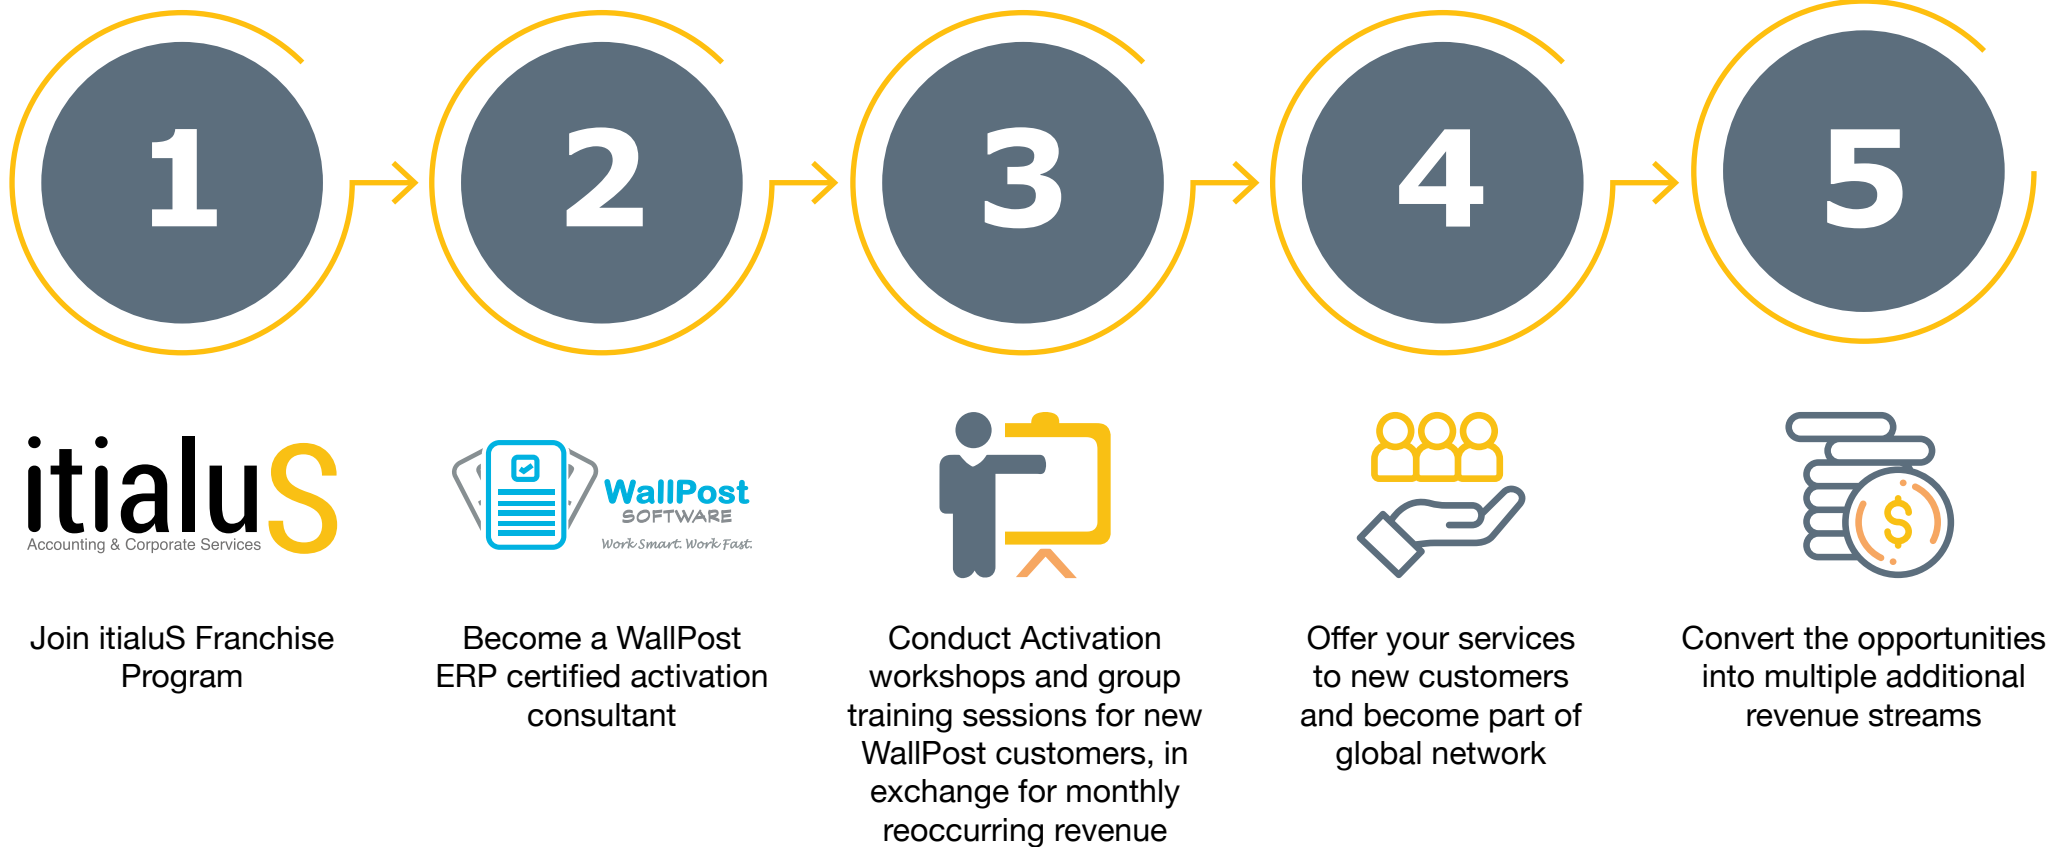 1
2
3
4
5
itialuS
Accounting & Corporate Services
WallPost
SOFTWARE
Work Smart. Work Fast.
$
Join itialuS Franchise
Program
Become a WallPost
ERP certified activation
consultant
Conduct Activation
workshops and group
training sessions for new
WallPost customers, in
exchange for monthly
reoccurring revenue
Offer your services
to new customers
and become part of
global network
Convert the opportunities
into multiple additional
revenue streams